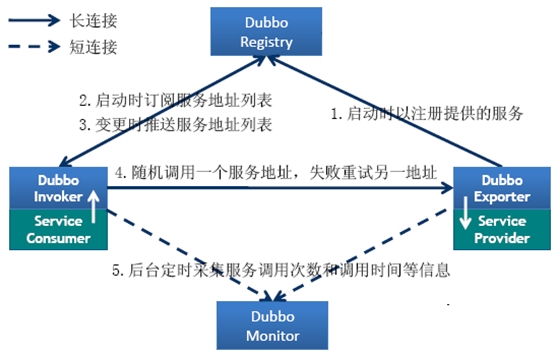 长连接
短连接
Dubbo
Registry
2.启动时订阅服务地址列表
3.变更时推送服务地址列表
1.启动时以注册提供的服务
4.随机调用一个服务地址，失败重试另一地址
Dubbo
Invoker
Service
Consumer
Dubbo
Exporter
Service
Provider
5.后台定时采集服务调用次数和调用时间等信息
Dubbo
Monitor